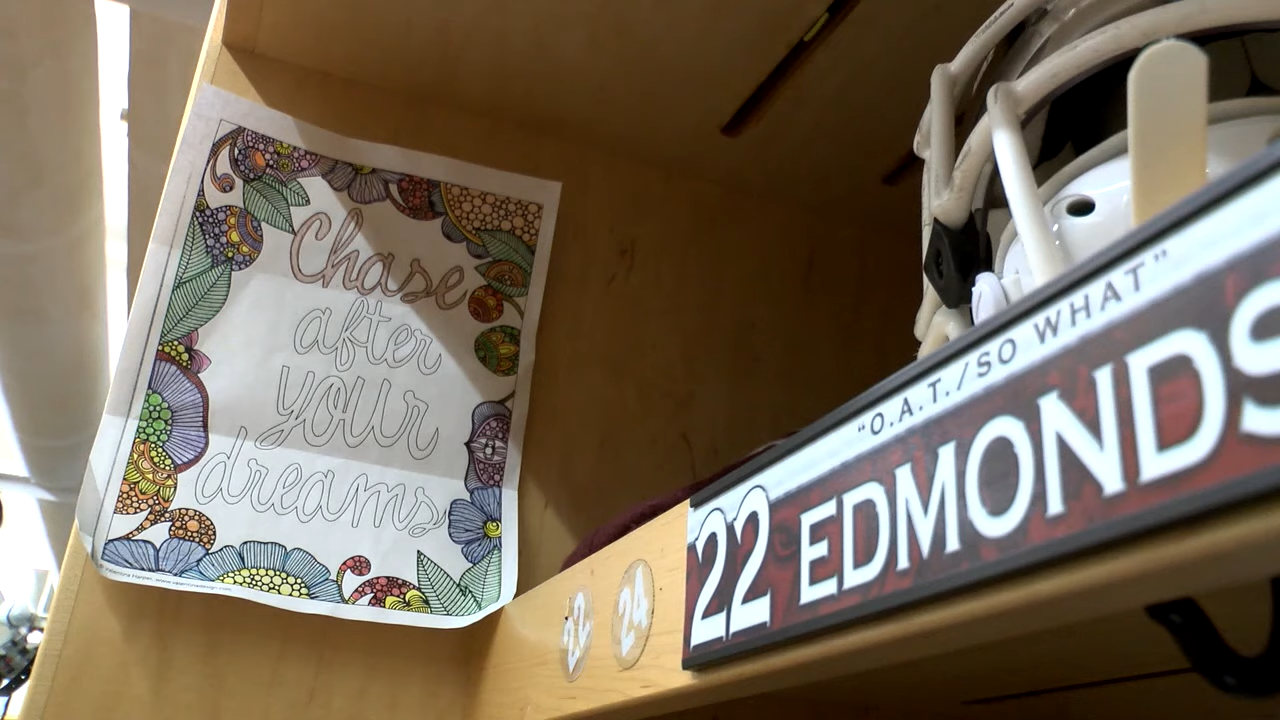 Chase
after
your
dreams
"O.A.T./SO WHAT"
22 EDMONDS
22
24